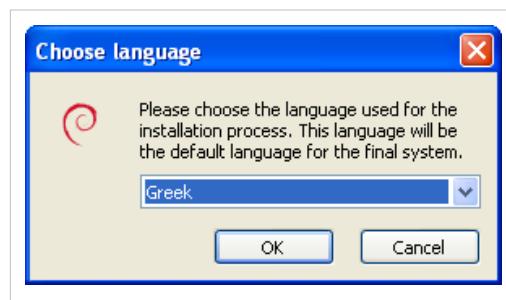 Choose language
Please choose the language used for the
installation process. This language will be
the default language for the final system.
Greek
OK
Cancel